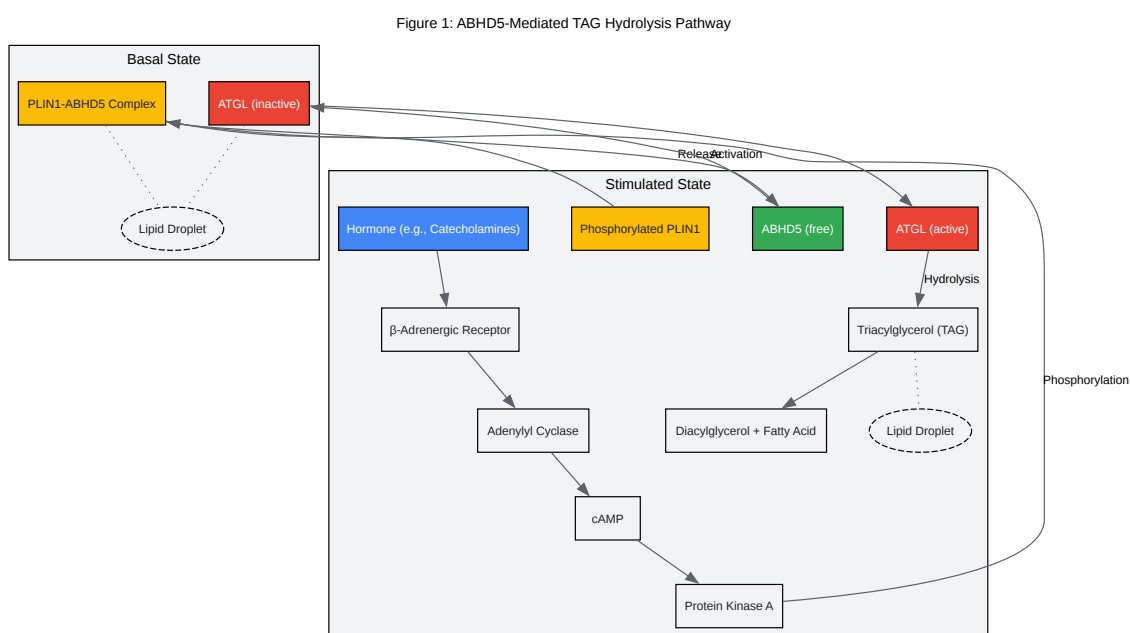 Figure 1: ABHD5-Mediated TAG Hydrolysis Pathway
Basal State
PLIN1-ABHD5 Complex
ATGL (inactive)
Lipid Droplet
Release
Activation
Stimulated State
Hormone (e.g., Catecholamines)
Phosphorylated PLIN1
ABHD5 (free)
ATGL (active)
Hydrolysis
β-Adrenergic Receptor
Triacylglycerol (TAG)
Phosphorylation
Adenylyl Cyclase
Diacylglycerol + Fatty Acid
Lipid Droplet
cAMP
Protein Kinase A